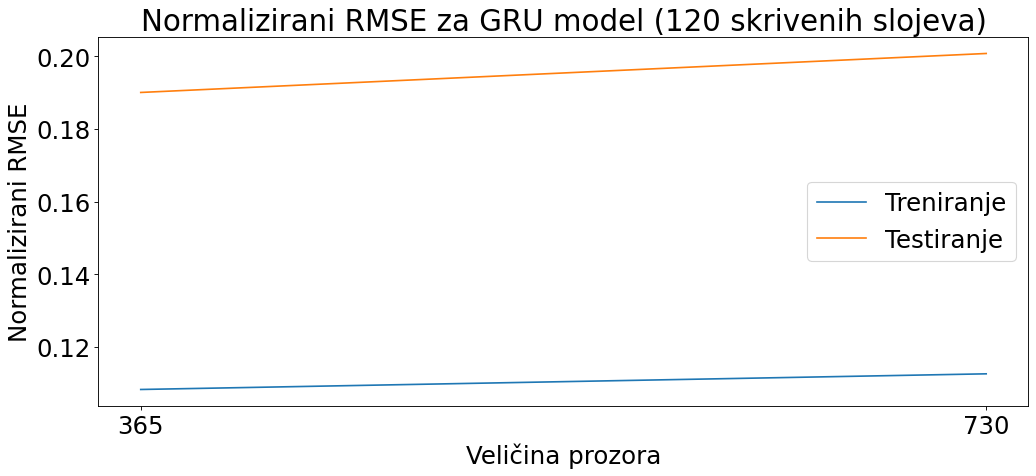 Normalizirani RMSE za GRU model (120 skrivenih slojeva)
Normalizirani RMSE
0.20
0.18
0.16
0.14
0.12
Treniranje
Testiranje
365
730
Veličina prozora